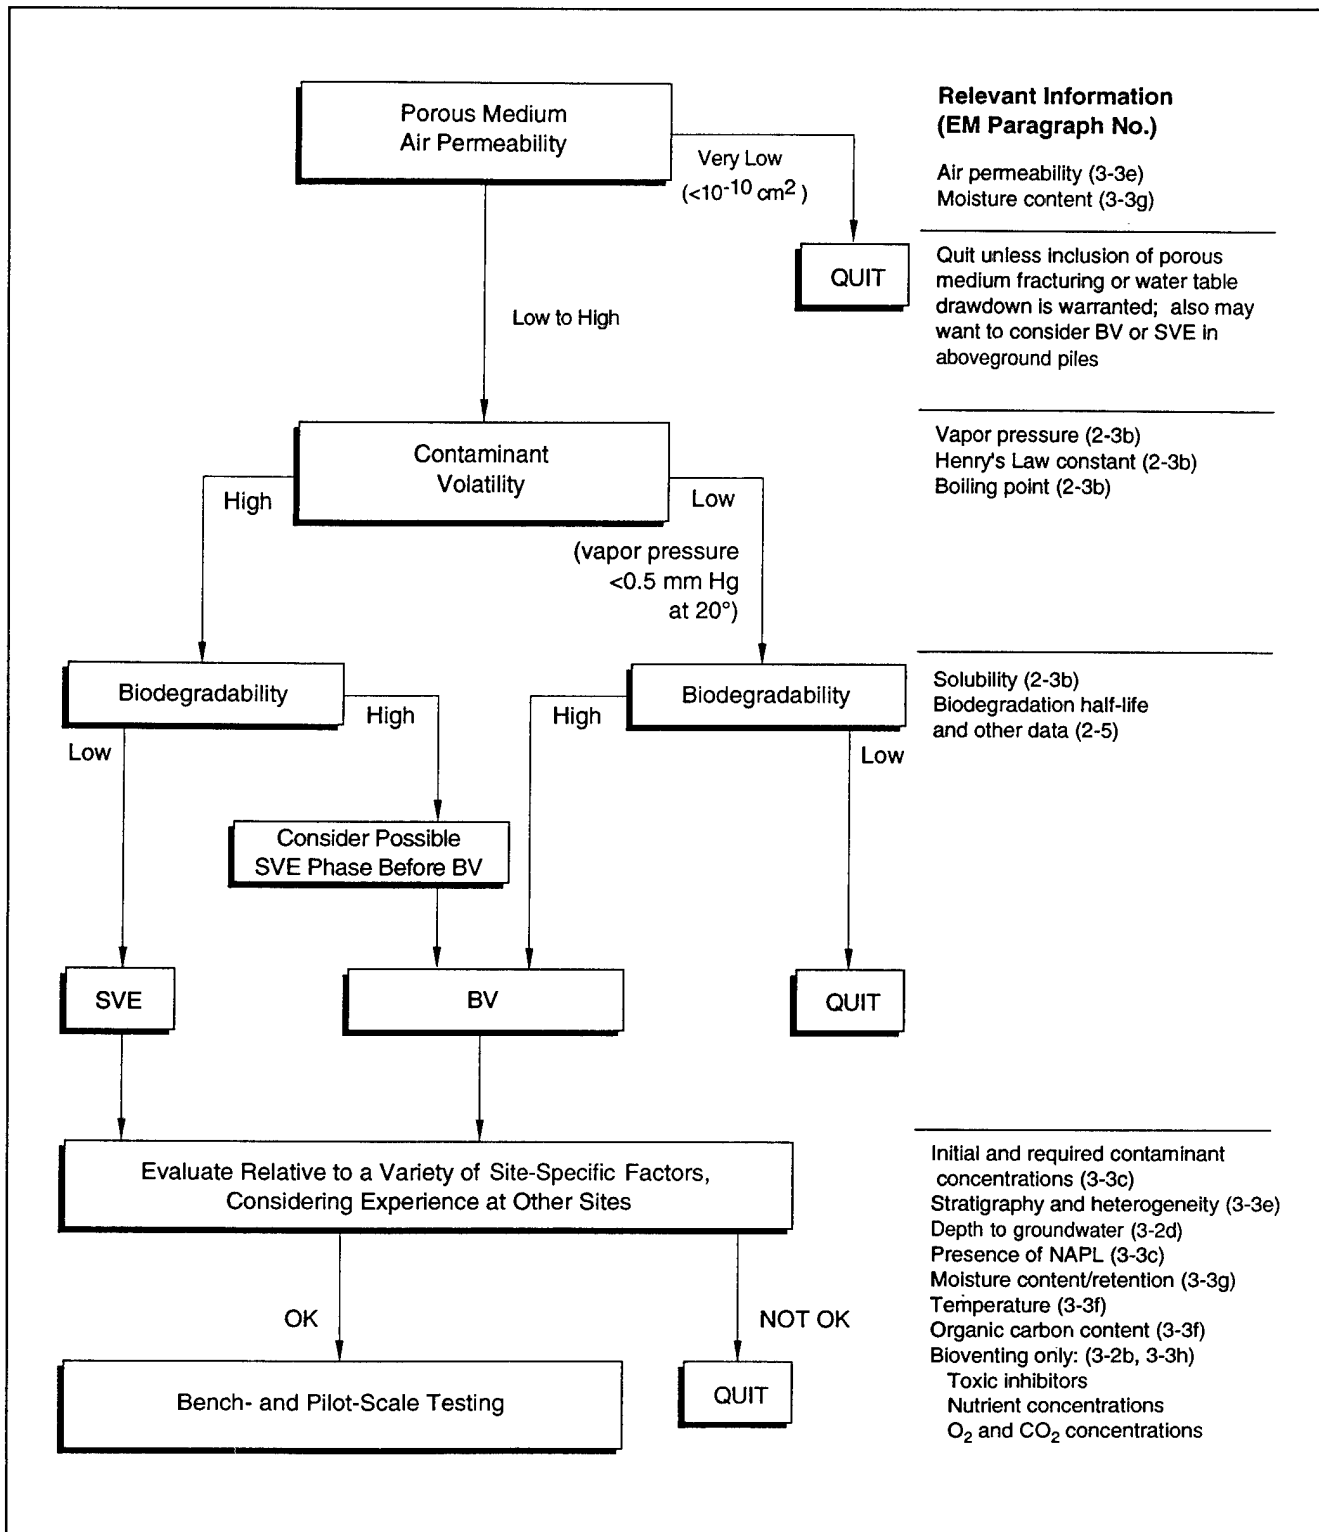 Porous Medium
Air Permeability
Very Low
(<10⁻¹⁰ cm²)
Relevant Information
(EM Paragraph No.)
Air permeability (3-3e)
Moisture content (3-3g)
QUIT
Quit unless inclusion of porous
medium fracturing or water table
drawdown is warranted; also may
want to consider BV or SVE in
aboveground piles
Low to High
Contaminant
Volatility
High
Low
(vapor pressure
<0.5 mm Hg
at 20°)
Vapor pressure (2-3b)
Henry's Law constant (2-3b)
Boiling point (2-3b)
Biodegradability
High
Low
High
Biodegradability
Low
Solubility (2-3b)
Biodegradation half-life
and other data (2-5)
Consider Possible
SVE Phase Before BV
SVE
BV
QUIT
Evaluate Relative to a Variety of Site-Specific Factors,
Considering Experience at Other Sites
OK
NOT OK
Bench- and Pilot-Scale Testing
QUIT
Initial and required contaminant
concentrations (3-3c)
Stratigraphy and heterogeneity (3-3e)
Depth to groundwater (3-2d)
Presence of NAPL (3-3c)
Moisture content/retention (3-3g)
Temperature (3-3f)
Organic carbon content (3-3f)
Bioventing only: (3-2b, 3-3h)
Toxic inhibitors
Nutrient concentrations
O₂ and CO₂ concentrations